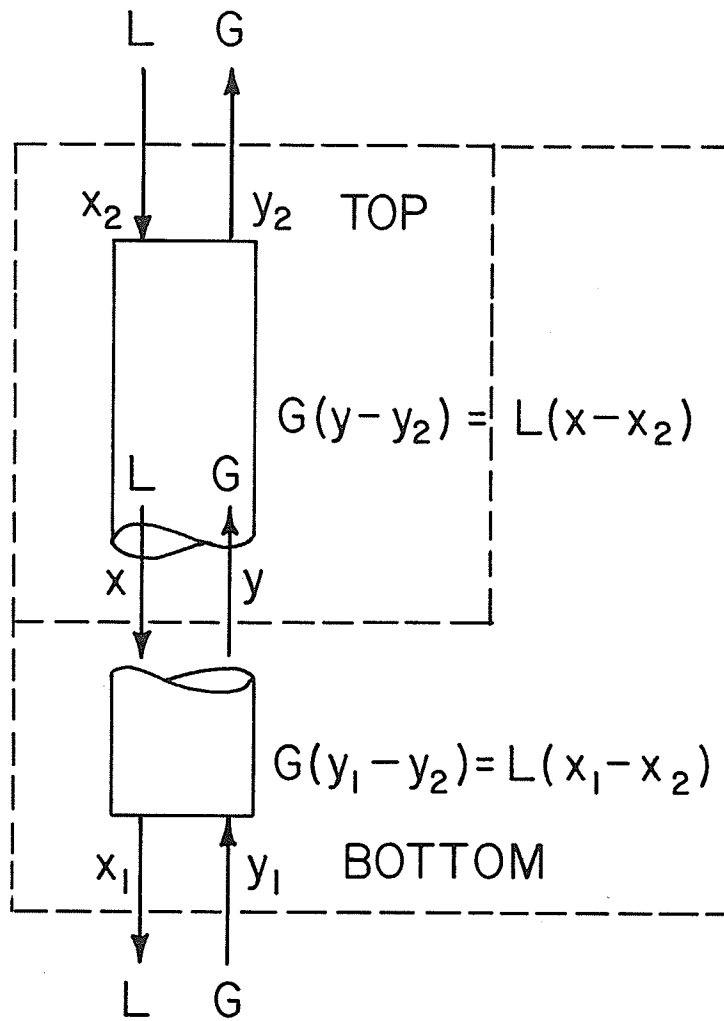 L G
x₂ y₂ TOP
G(y-y₂) = L(x-x₂)
L G
x y
G(y₁-y₂)=L(x₁-x₂)
x₁ y₁ BOTTOM
L G